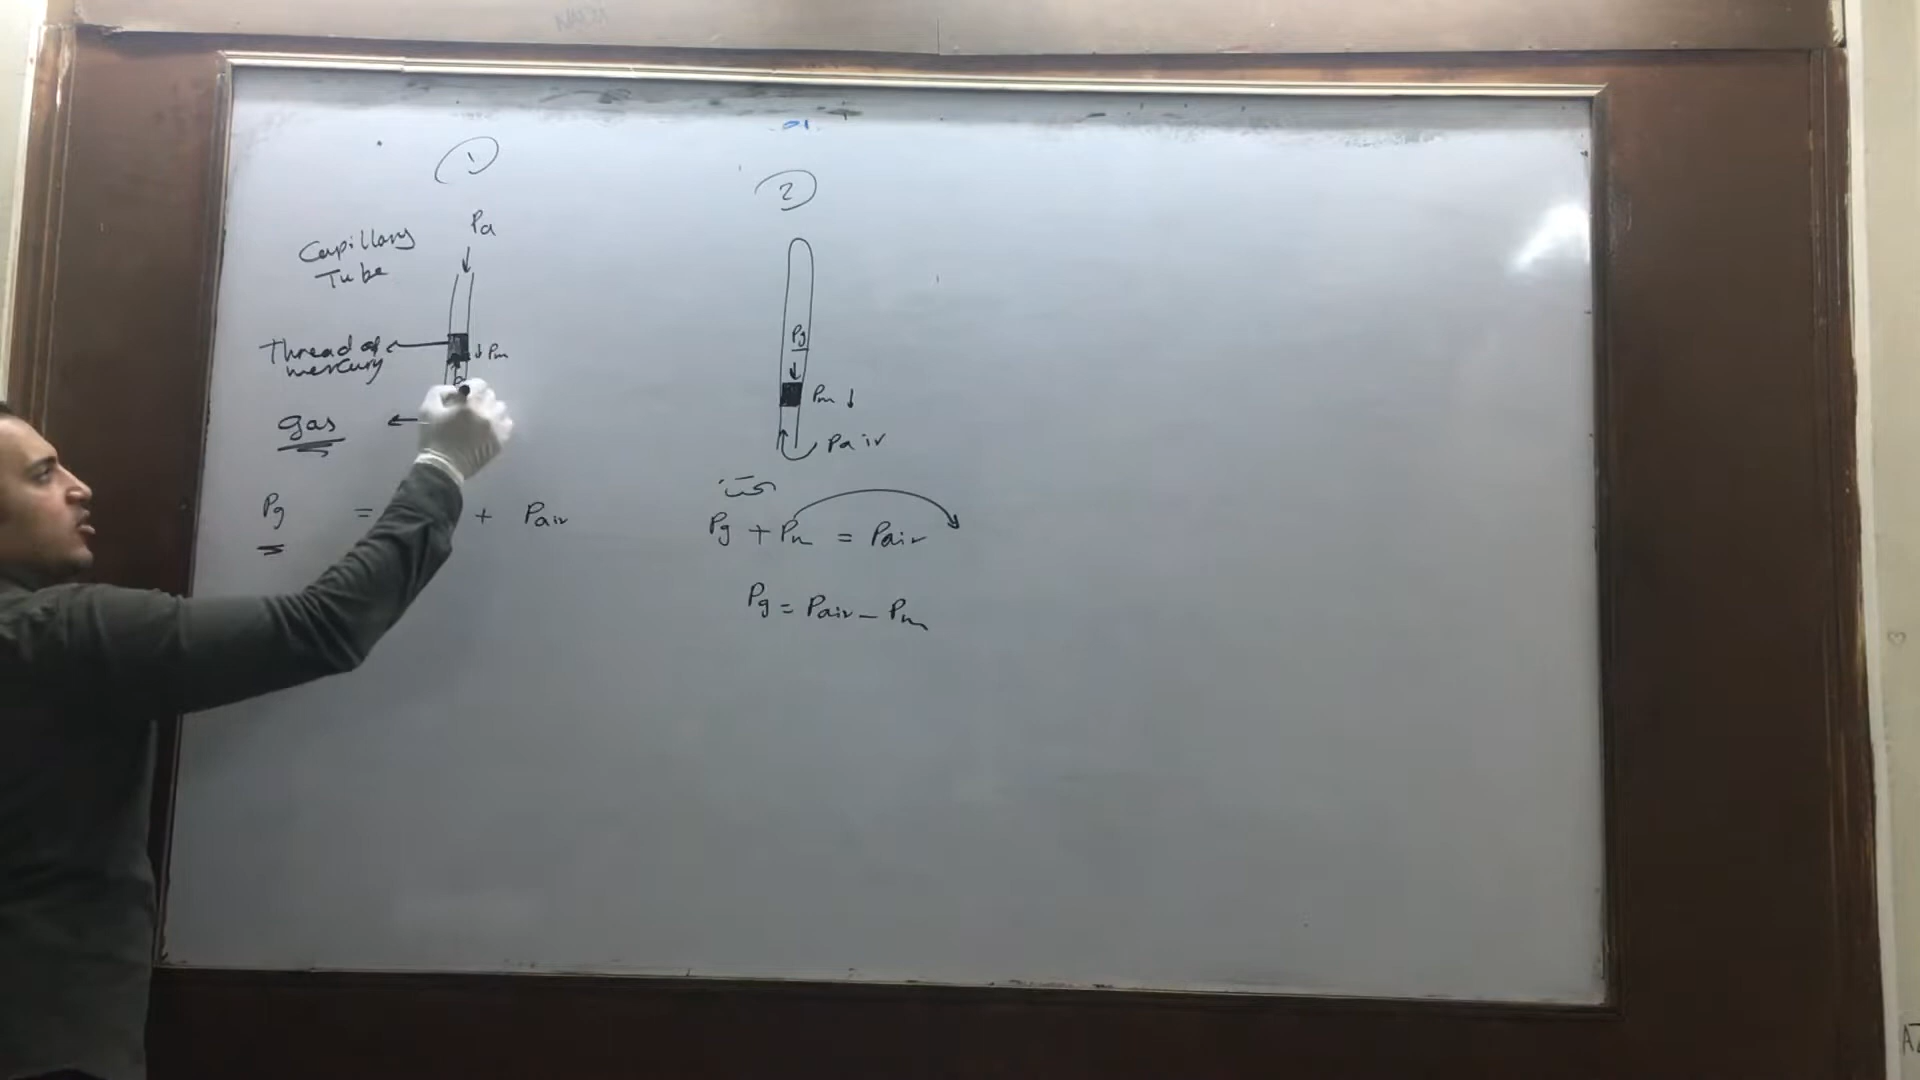 1
Pa
Capillary
Tube
Thread of
mercury
Pm
gas
Pg = + Pair
2
Pg
Pm
Pair
تحت
Pg + Pm = Pair
Pg = Pair - Pm